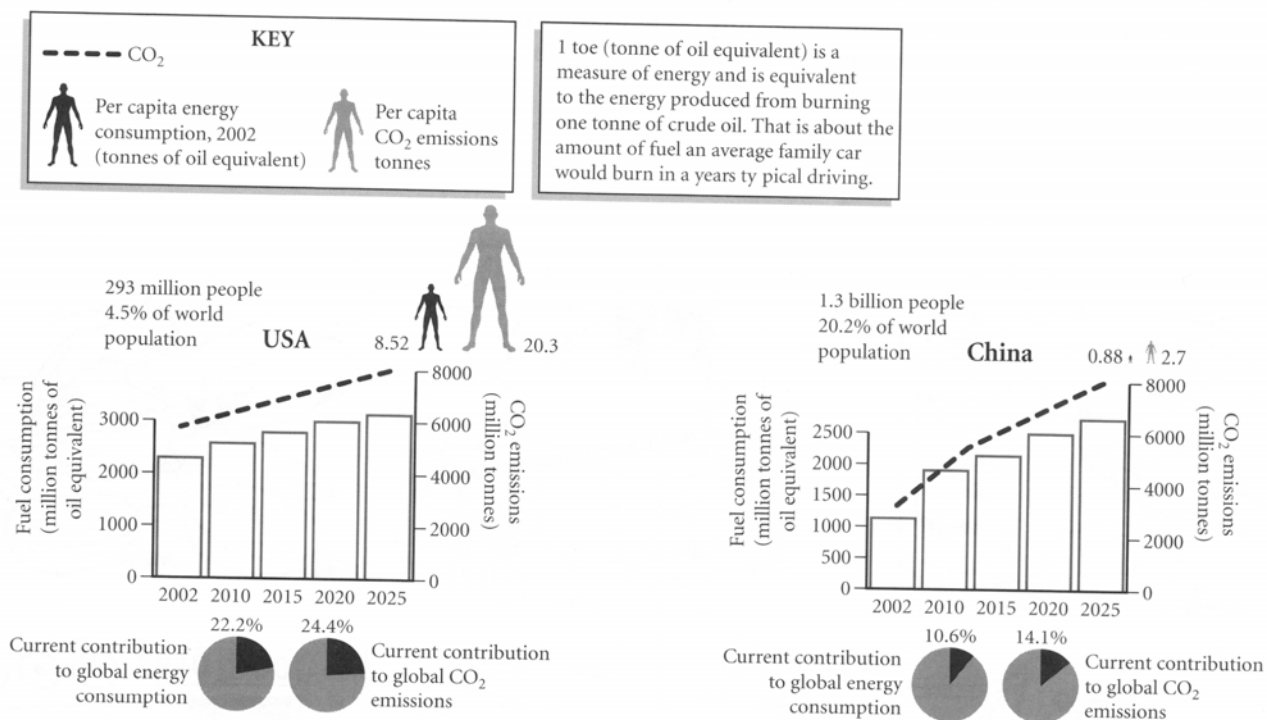 KEY
CO₂
Per capita energy
consumption, 2002
(tonnes of oil equivalent)
Per capita
CO₂ emissions
tonnes
1 toe (tonne of oil equivalent) is a
measure of energy and is equivalent
to the energy produced from burning
one tonne of crude oil. That is about the
amount of fuel an average family car
would burn in a years ty pical driving.
293 million people
4.5% of world
population
USA
8.52
20.3
Fuel consumption
(million tonnes of
oil equivalent)
3000
2000
1000
0
8000
6000
4000
2000
0
CO₂ emissions
(million tonnes)
2002 2010 2015 2020 2025
22.2%
24.4%
Current contribution
to global energy
consumption
Current contribution
to global CO₂
emissions
1.3 billion people
20.2% of world
population
China
0.88
2.7
Fuel consumption
(million tonnes of
oil equivalent)
2500
2000
1500
1000
500
0
8000
6000
4000
2000
0
CO₂ emissions
(million tonnes)
2002 2010 2015 2020 2025
10.6%
14.1%
Current contribution
to global energy
consumption
Current contribution
to global CO₂
emissions